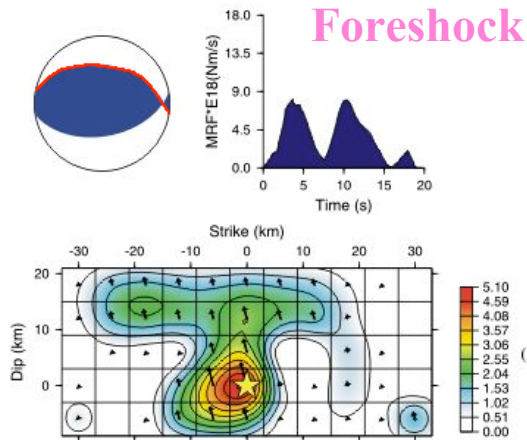 Foreshock
MRF*E18(Nm/s)
18.0
13.5
9.0
4.5
0.0
0 5 10 15 20
Time (s)
Strike (km)
-30 -20 -10 0 10 20 30
Dip (km)
20
10
0
5.10
4.59
4.08
3.57
3.06
2.55
2.04
1.53
1.02
0.51
0.00
(